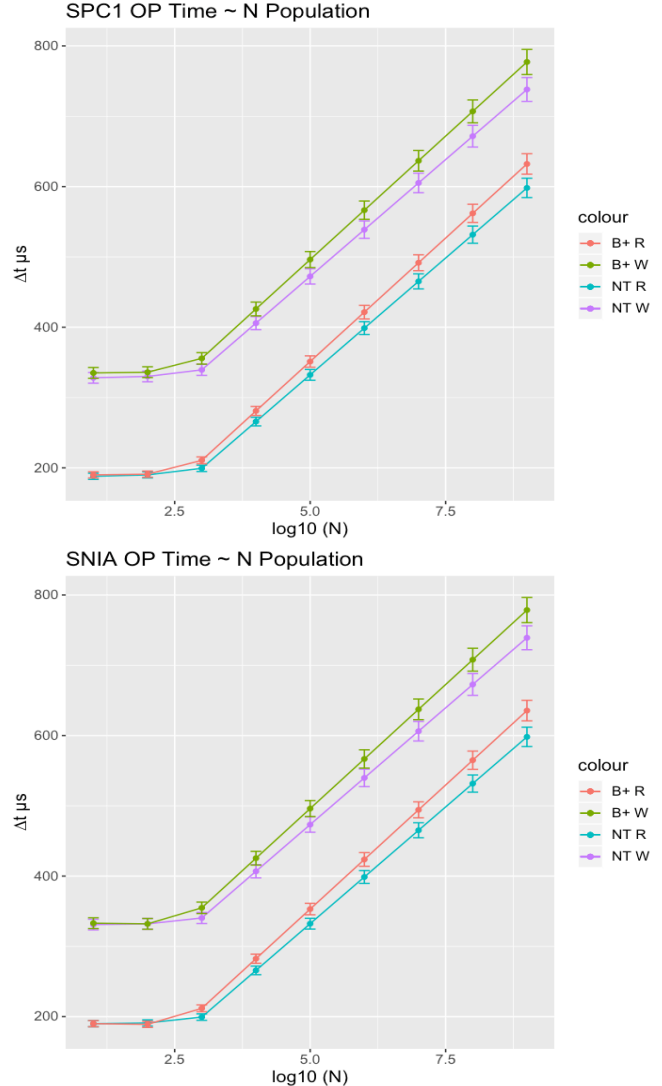 SPC1 OP Time ~ N Population
800
600
400
200
Δt µs
2.5
5.0
7.5
log10 (N)
colour
B+ R
B+ W
NT R
NT W
SNIA OP Time ~ N Population
800
600
400
200
Δt µs
2.5
5.0
7.5
log10 (N)
colour
B+ R
B+ W
NT R
NT W